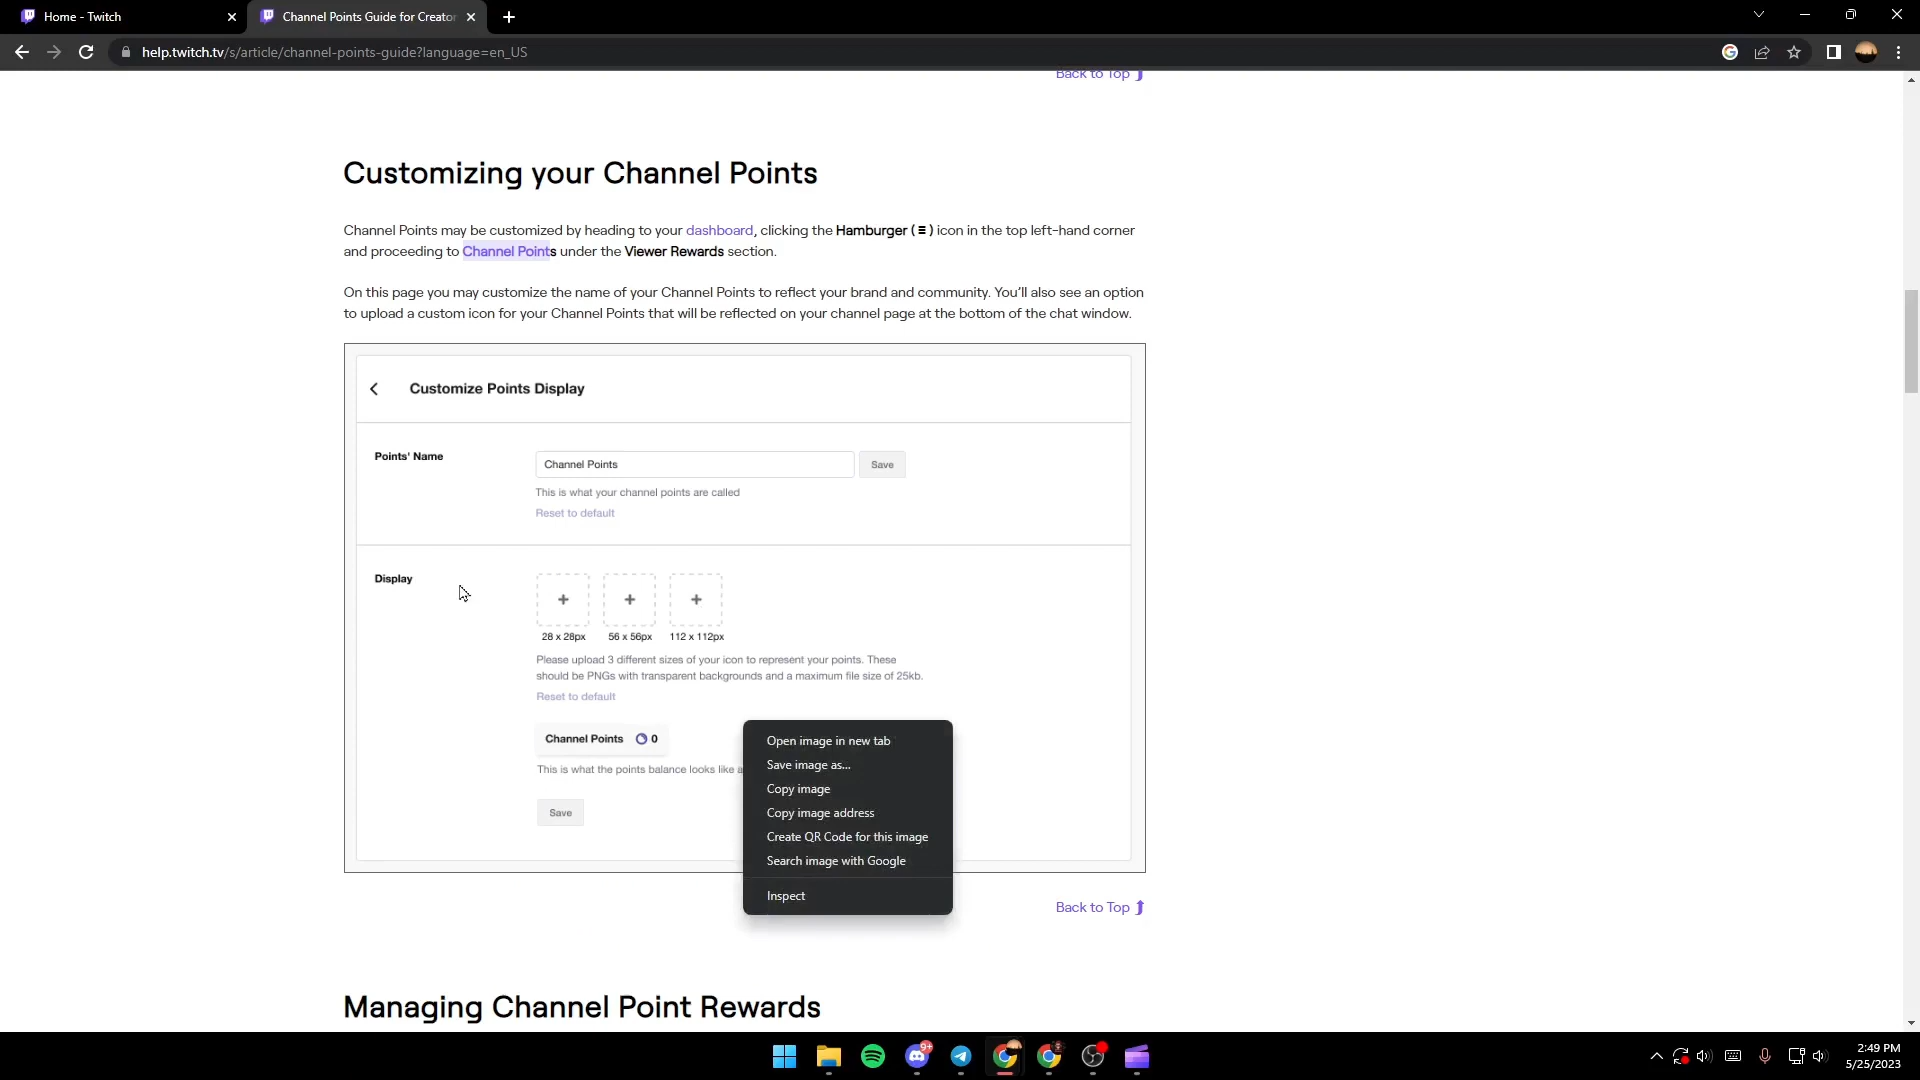 Home - Twitch
Channel Points Guide for Creator
help.twitch.tv/s/article/channel-points-guide?language=en_US
Back to Top
Customizing your Channel Points
Channel Points may be customized by heading to your dashboard, clicking the Hamburger ( ≡ ) icon in the top left-hand corner
and proceeding to Channel Points under the Viewer Rewards section.
On this page you may customize the name of your Channel Points to reflect your brand and community. You'll also see an option
to upload a custom icon for your Channel Points that will be reflected on your channel page at the bottom of the chat window.
Customize Points Display
Points' Name
Channel Points
Save
This is what your channel points are called
Reset to default
Display
28 x 28px 56 x 56px 112 x 112px
Please upload 3 different sizes of your icon to represent your points. These
should be PNGs with transparent backgrounds and a maximum file size of 25kb.
Reset to default
Channel Points 0
This is what the points balance looks like a
Save
Open image in new tab
Save image as...
Copy image
Copy image address
Create QR Code for this image
Search image with Google
Inspect
Back to Top
Managing Channel Point Rewards
9+
2:49 PM
5/25/2023